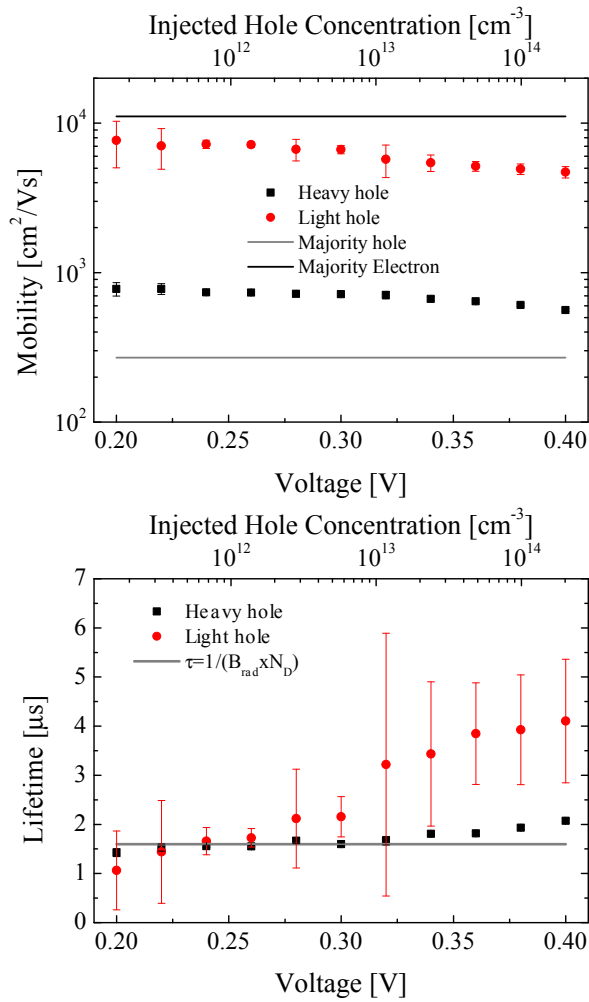 Injected Hole Concentration [cm⁻³]
10¹² 10¹³ 10¹⁴
10⁴
10³
10²
Mobility [cm²/Vs]
Heavy hole
Light hole
Majority hole
Majority Electron
0.20 0.25 0.30 0.35 0.40
Voltage [V]
Injected Hole Concentration [cm⁻³]
10¹² 10¹³ 10¹⁴
7
6
5
4
3
2
1
0
Lifetime [μs]
Heavy hole
Light hole
τ=1/(B_rad×N_D)
0.20 0.25 0.30 0.35 0.40
Voltage [V]